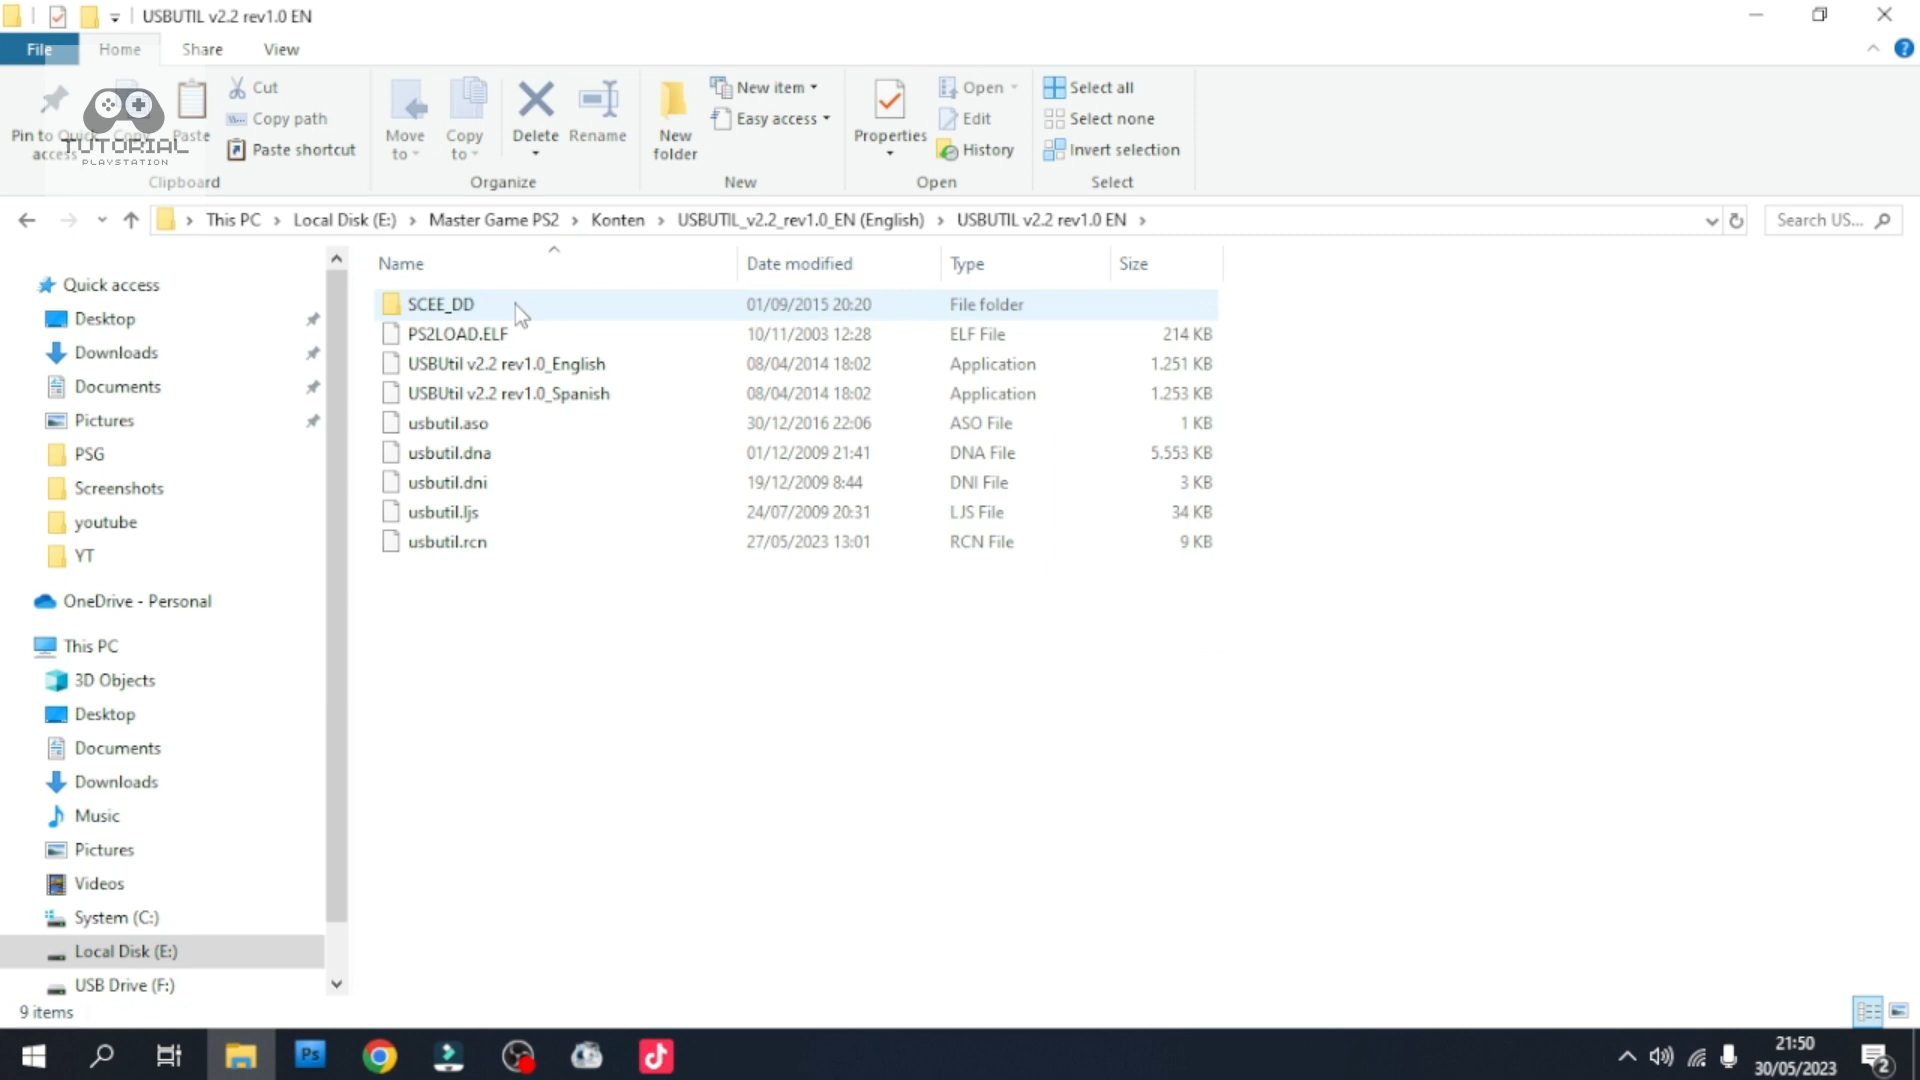 USBUTIL v2.2 rev1.0 EN
File Home Share View
Pin to Quick access
Copy
Paste
Cut
Copy path
Paste shortcut
Clipboard
Move to
Copy to
Delete
Rename
Organize
New folder
New item
Easy access
New
Properties
Open
Edit
History
Open
Select all
Select none
Invert selection
Select
TUTORIAL
PLAYSTATION
This PC > Local Disk (E:) > Master Game PS2 > Konten > USBUTIL_v2.2_rev1.0_EN (English) > USBUTIL v2.2 rev1.0 EN >
Search US...
Name Date modified Type Size
SCEE_DD 01/09/2015 20:20 File folder
PS2LOAD.ELF 10/11/2003 12:28 ELF File 214 KB
USBUtil v2.2 rev1.0_English 08/04/2014 18:02 Application 1.251 KB
USBUtil v2.2 rev1.0_Spanish 08/04/2014 18:02 Application 1.253 KB
usbutil.aso 30/12/2016 22:06 ASO File 1 KB
usbutil.dna 01/12/2009 21:41 DNA File 5.553 KB
usbutil.dni 19/12/2009 8:44 DNI File 3 KB
usbutil.ljs 24/07/2009 20:31 LJS File 34 KB
usbutil.rcn 27/05/2023 13:01 RCN File 9 KB
Quick access
Desktop
Downloads
Documents
Pictures
PSG
Screenshots
youtube
YT
OneDrive - Personal
This PC
3D Objects
Desktop
Documents
Downloads
Music
Pictures
Videos
System (C:)
Local Disk (E:)
USB Drive (F:)
9 items
Ps
21:50
30/05/2023
2